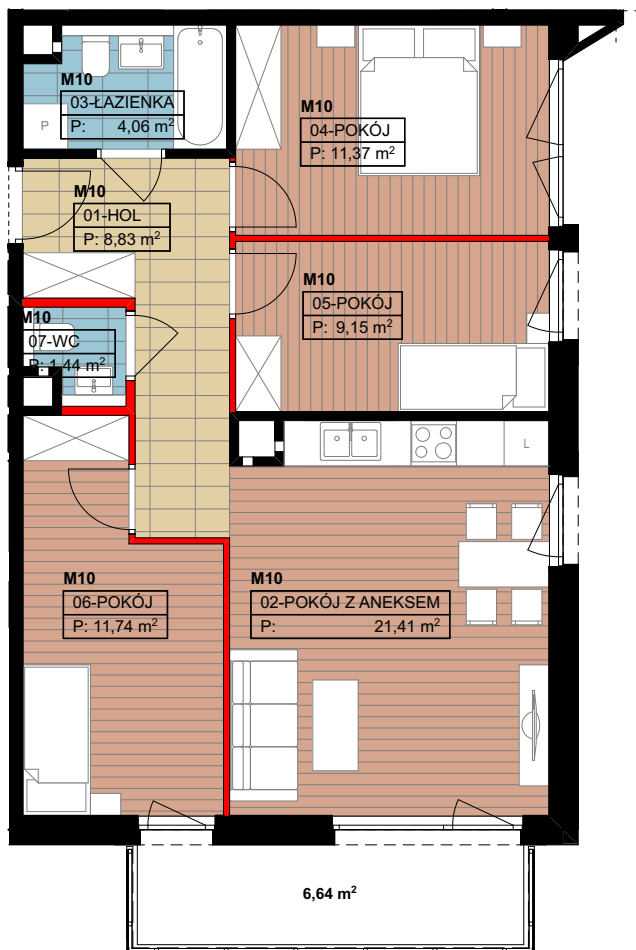 M10
03-ŁAZIENKA
P: 4,06 m²
P
M10
04-POKÓJ
P: 11,37 m²
M10
01-HOL
P: 8,83 m²
M10
05-POKÓJ
P: 9,15 m²
M10
07-WC
P: 1,44 m²
L
M10
06-POKÓJ
P: 11,74 m²
M10
02-POKÓJ Z ANEKSEM
P: 21,41 m²
6,64 m²